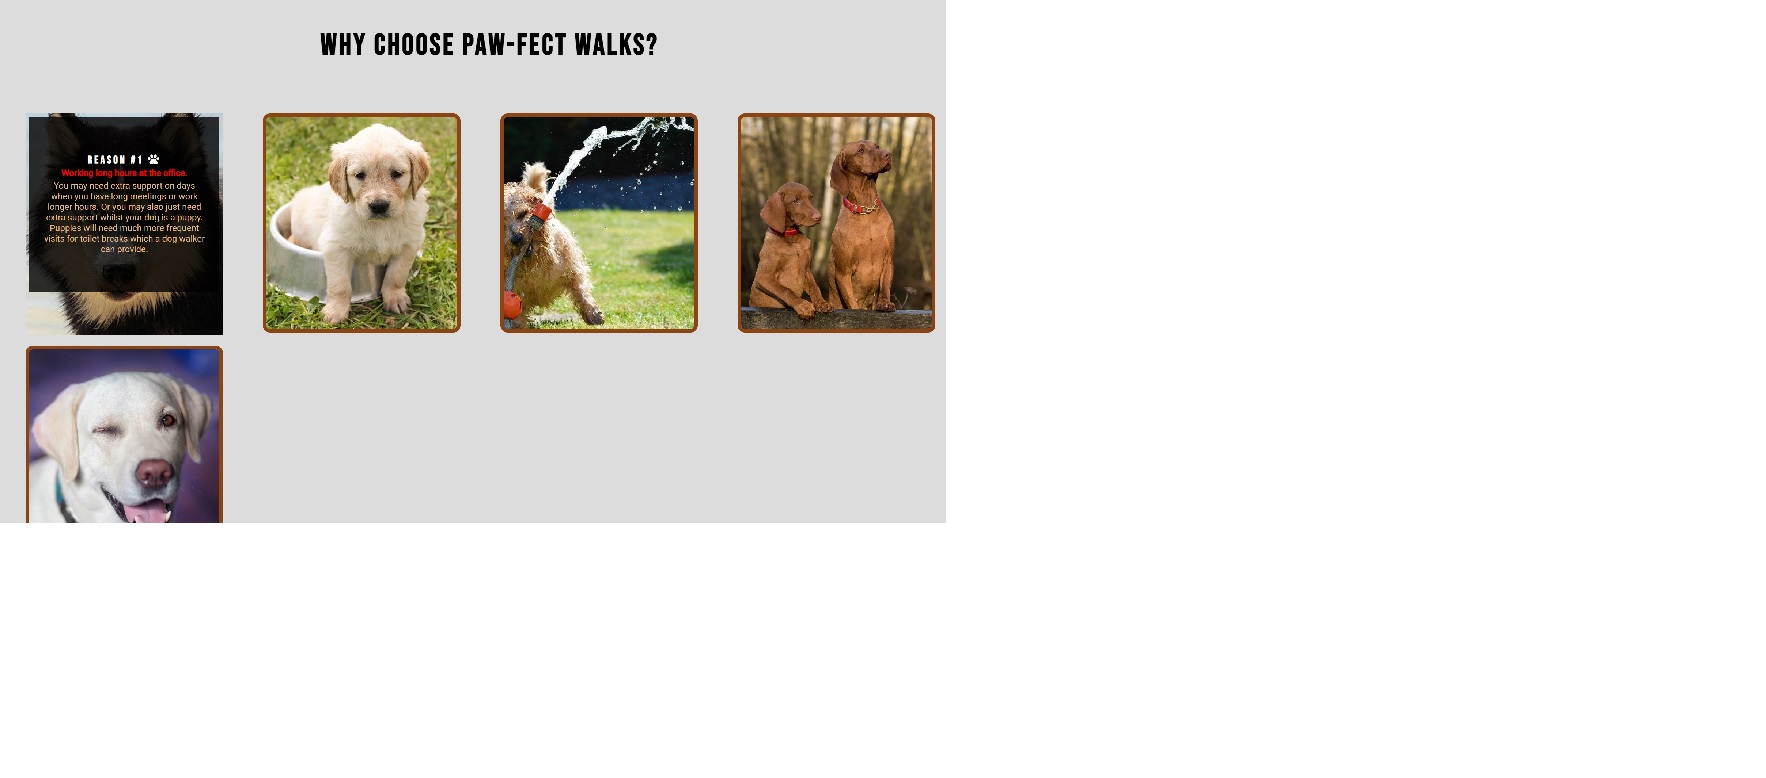 WHY CHOOSE PAW-FECT WALKS?
REASON #1
Working long hours at the office.
You may need extra support on days
when you have long meetings or work
longer hours. Or you may also just need
extra support whilst your dog is a puppy.
Puppies will need much more frequent
visits for toilet breaks which a dog walker
can provide.